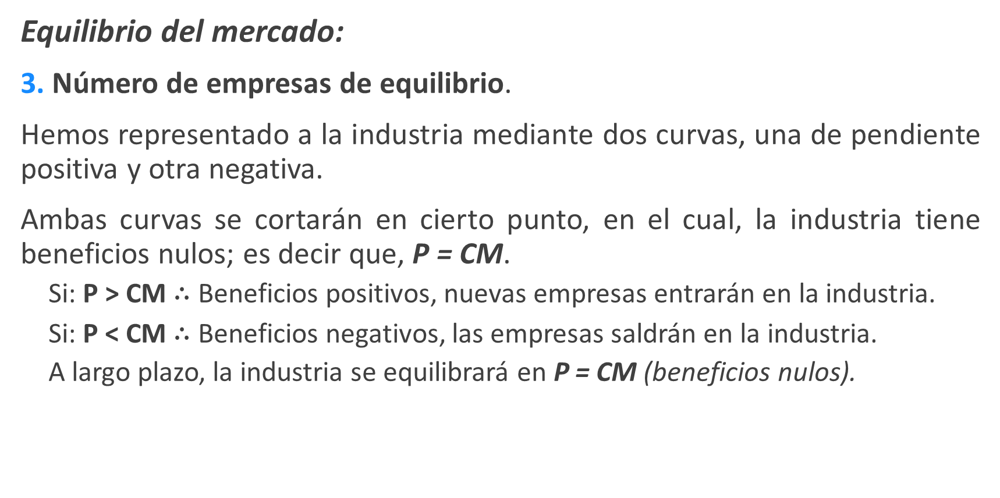 Equilibrio del mercado:
3. Número de empresas de equilibrio.
Hemos representado a la industria mediante dos curvas, una de pendiente
positiva y otra negativa.
Ambas curvas se cortarán en cierto punto, en el cual, la industria tiene
beneficios nulos; es decir que, P = CM.
Si: P > CM ∴ Beneficios positivos, nuevas empresas entrarán en la industria.
Si: P < CM ∴ Beneficios negativos, las empresas saldrán en la industria.
A largo plazo, la industria se equilibrará en P = CM (beneficios nulos).